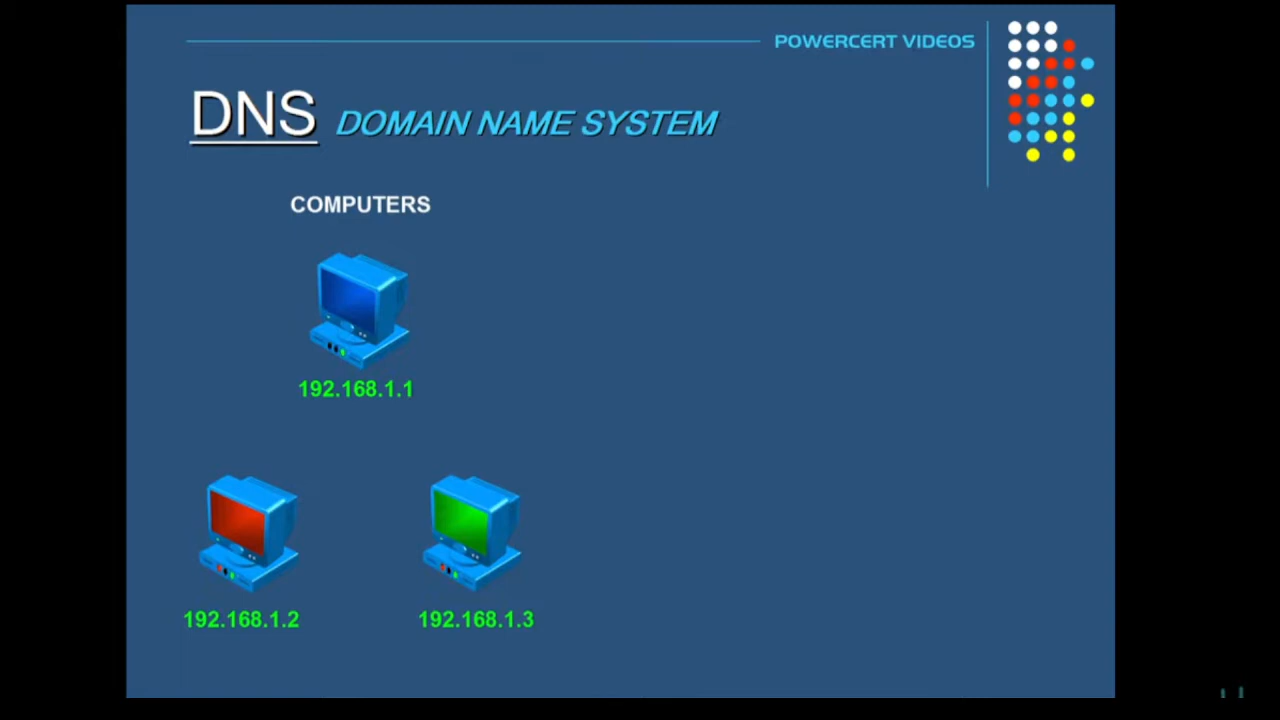 POWERCERT VIDEOS
DNS DOMAIN NAME SYSTEM
COMPUTERS
192.168.1.1
192.168.1.2 192.168.1.3